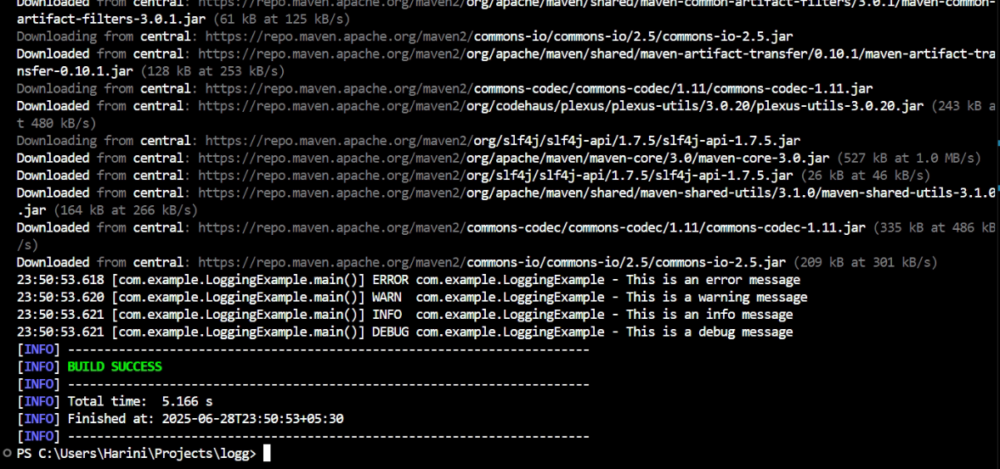 Downloaded from central: https://repo.maven.apache.org/maven2/org/apache/maven/shared/maven-common-artifact-filters/3.0.1/maven-common-
artifact-filters-3.0.1.jar (61 kB at 125 kB/s)
Downloading from central: https://repo.maven.apache.org/maven2/commons-io/commons-io/2.5/commons-io-2.5.jar
Downloaded from central: https://repo.maven.apache.org/maven2/org/apache/maven/shared/maven-artifact-transfer/0.10.1/maven-artifact-tra
nsfer-0.10.1.jar (128 kB at 253 kB/s)
Downloading from central: https://repo.maven.apache.org/maven2/commons-codec/commons-codec/1.11/commons-codec-1.11.jar
Downloaded from central: https://repo.maven.apache.org/maven2/org/codehaus/plexus/plexus-utils/3.0.20/plexus-utils-3.0.20.jar (243 kB a
t 480 kB/s)
Downloading from central: https://repo.maven.apache.org/maven2/org/slf4j/slf4j-api/1.7.5/slf4j-api-1.7.5.jar
Downloaded from central: https://repo.maven.apache.org/maven2/org/apache/maven/maven-core/3.0/maven-core-3.0.jar (527 kB at 1.0 MB/s)
Downloaded from central: https://repo.maven.apache.org/maven2/org/slf4j/slf4j-api/1.7.5/slf4j-api-1.7.5.jar (26 kB at 46 kB/s)
Downloaded from central: https://repo.maven.apache.org/maven2/org/apache/maven/shared/maven-shared-utils/3.1.0/maven-shared-utils-3.1.0
.jar (164 kB at 266 kB/s)
Downloaded from central: https://repo.maven.apache.org/maven2/commons-codec/commons-codec/1.11/commons-codec-1.11.jar (335 kB at 486 kB
/s)
Downloaded from central: https://repo.maven.apache.org/maven2/commons-io/commons-io/2.5/commons-io-2.5.jar (209 kB at 301 kB/s)
23:50:53.618 [com.example.LoggingExample.main()] ERROR com.example.LoggingExample - This is an error message
23:50:53.620 [com.example.LoggingExample.main()] WARN  com.example.LoggingExample - This is a warning message
23:50:53.621 [com.example.LoggingExample.main()] INFO  com.example.LoggingExample - This is an info message
23:50:53.621 [com.example.LoggingExample.main()] DEBUG com.example.LoggingExample - This is a debug message
[INFO] ------------------------------------------------------------------------
[INFO] BUILD SUCCESS
[INFO] ------------------------------------------------------------------------
[INFO] Total time:  5.166 s
[INFO] Finished at: 2025-06-28T23:50:53+05:30
[INFO] ------------------------------------------------------------------------
PS C:\Users\Harini\Projects\logg>